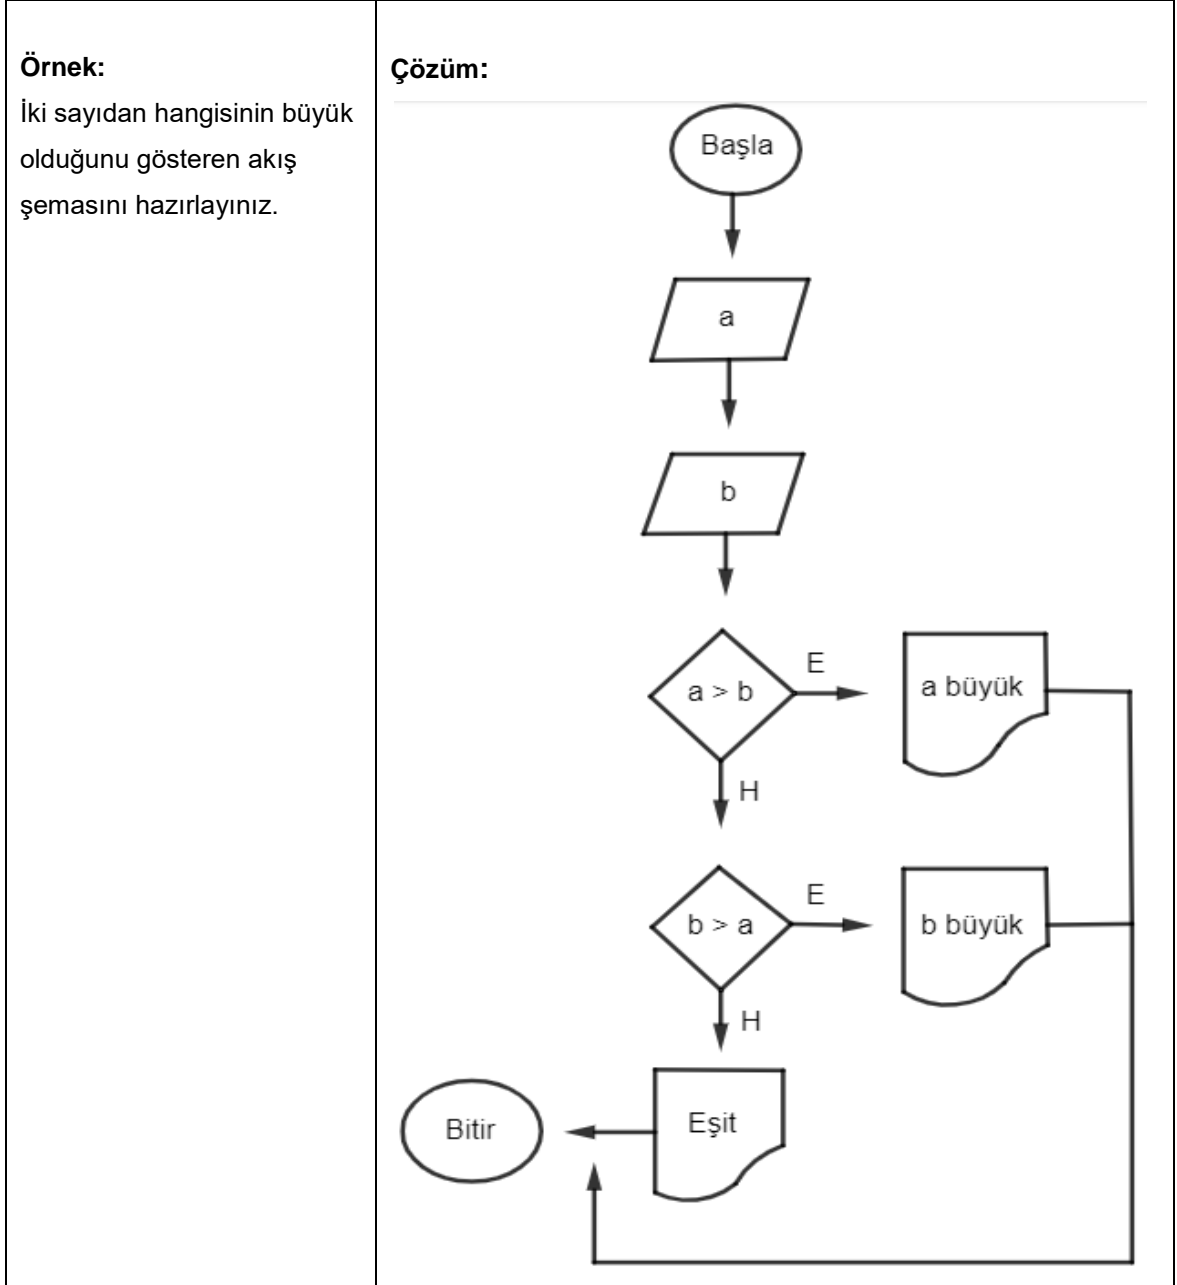 Örnek:
İki sayıdan hangisinin büyük
olduğunu gösteren akış
şemasını hazırlayınız.
Çözüm:
Başla
a
b
a > b
E
a büyük
H
b > a
E
b büyük
H
Eşit
Bitir